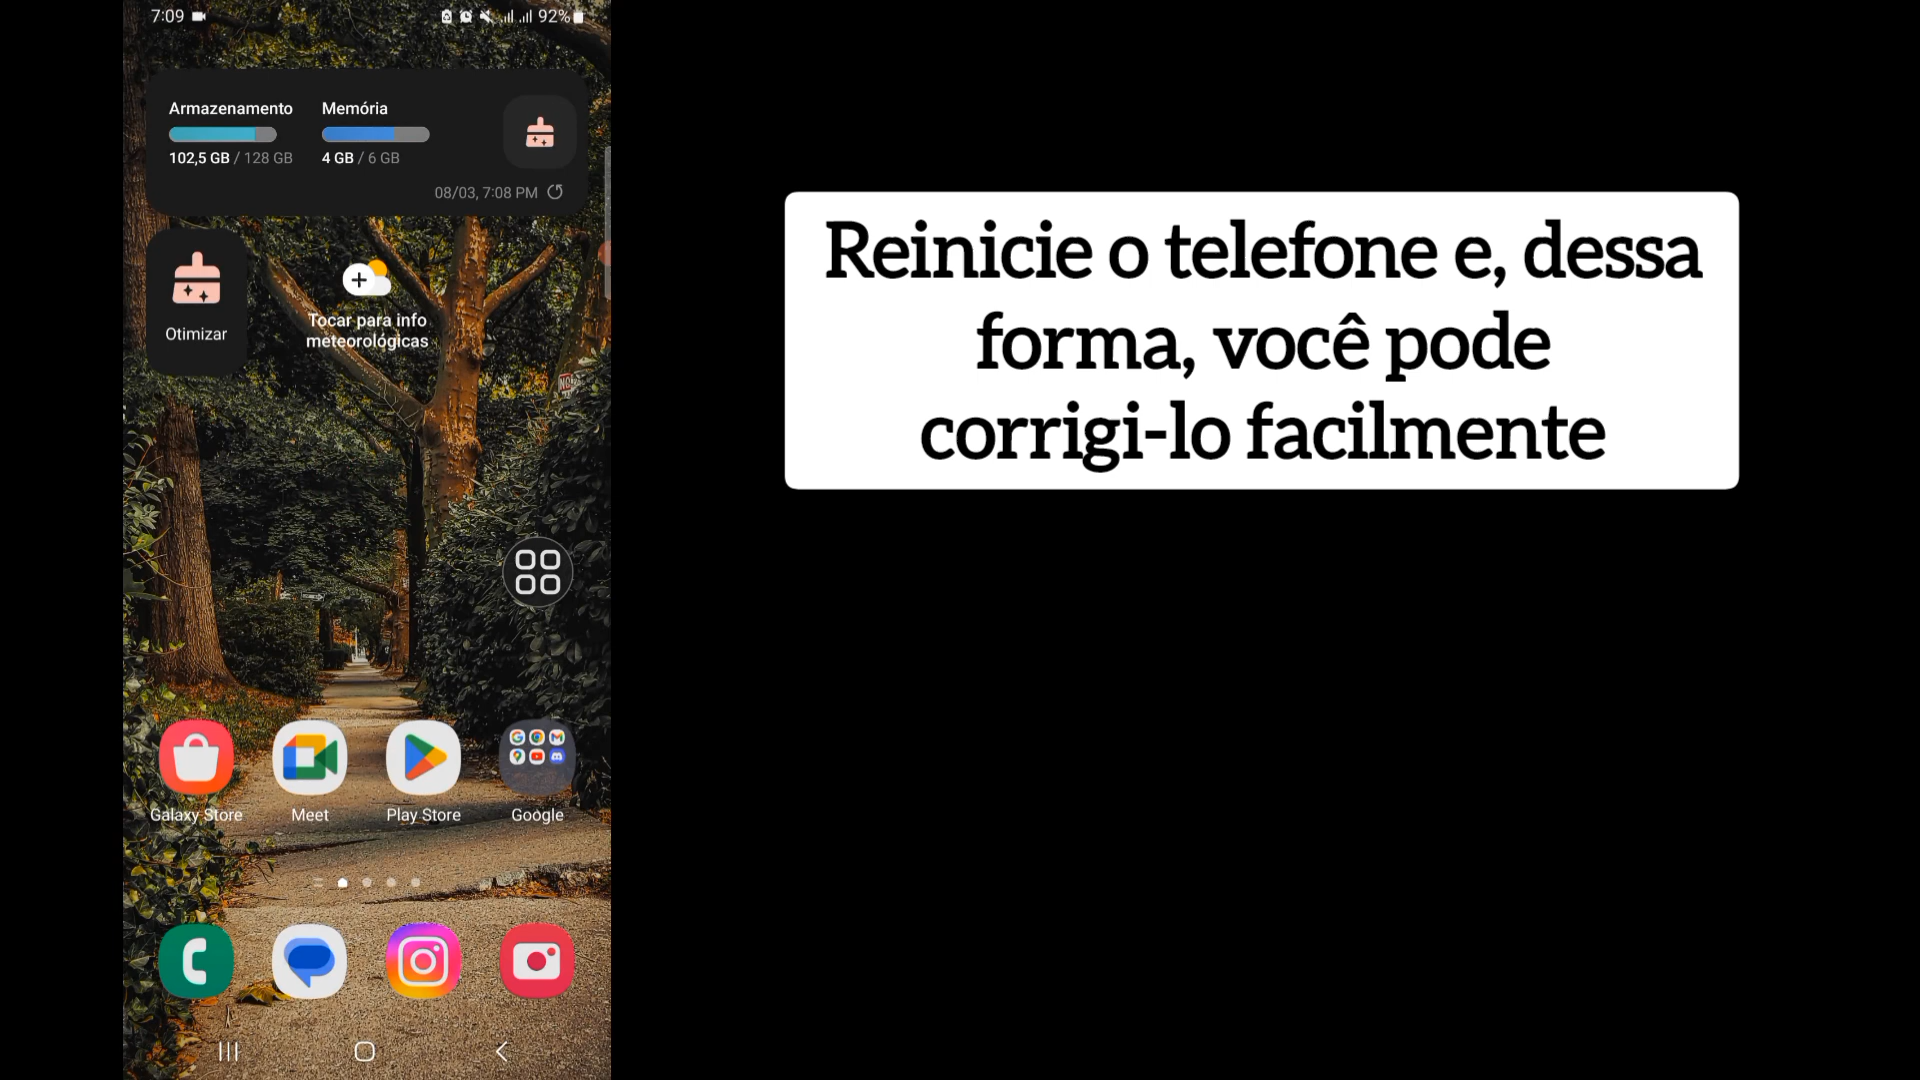 7:09
92%
Armazenamento
Memória
102,5 GB / 128 GB
4 GB / 6 GB
08/03, 7:08 PM
Otimizar
Tocar para info
meteorológicas
Galaxy Store
Meet
Play Store
Google
Reinicie o telefone e, dessa
forma, você pode
corrigi-lo facilmente